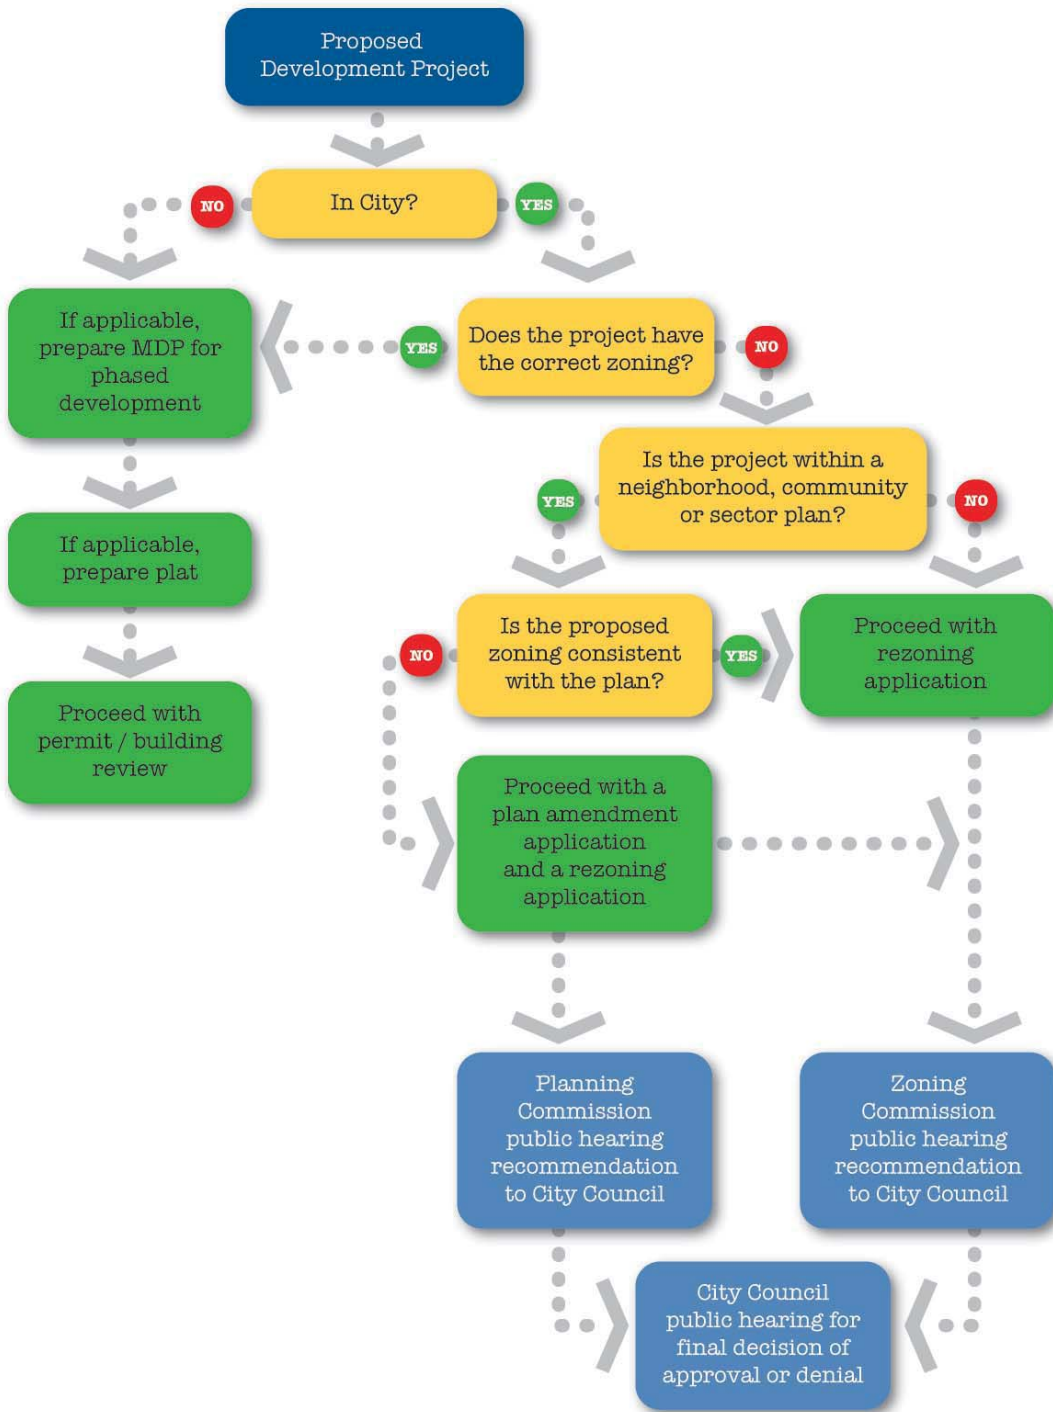 Proposed
Development Project
In City?
NO
YES
If applicable,
prepare MDP for
phased
development
YES
Does the project have
the correct zoning?
NO
Is the project within a
neighborhood, community
or sector plan?
YES
NO
If applicable,
prepare plat
Is the proposed
zoning consistent
with the plan?
NO
YES
Proceed with
rezoning
application
Proceed with
permit / building
review
Proceed with a
plan amendment
application
and a rezoning
application
Planning
Commission
public hearing
recommendation
to City Council
Zoning
Commission
public hearing
recommendation
to City Council
City Council
public hearing for
final decision of
approval or denial